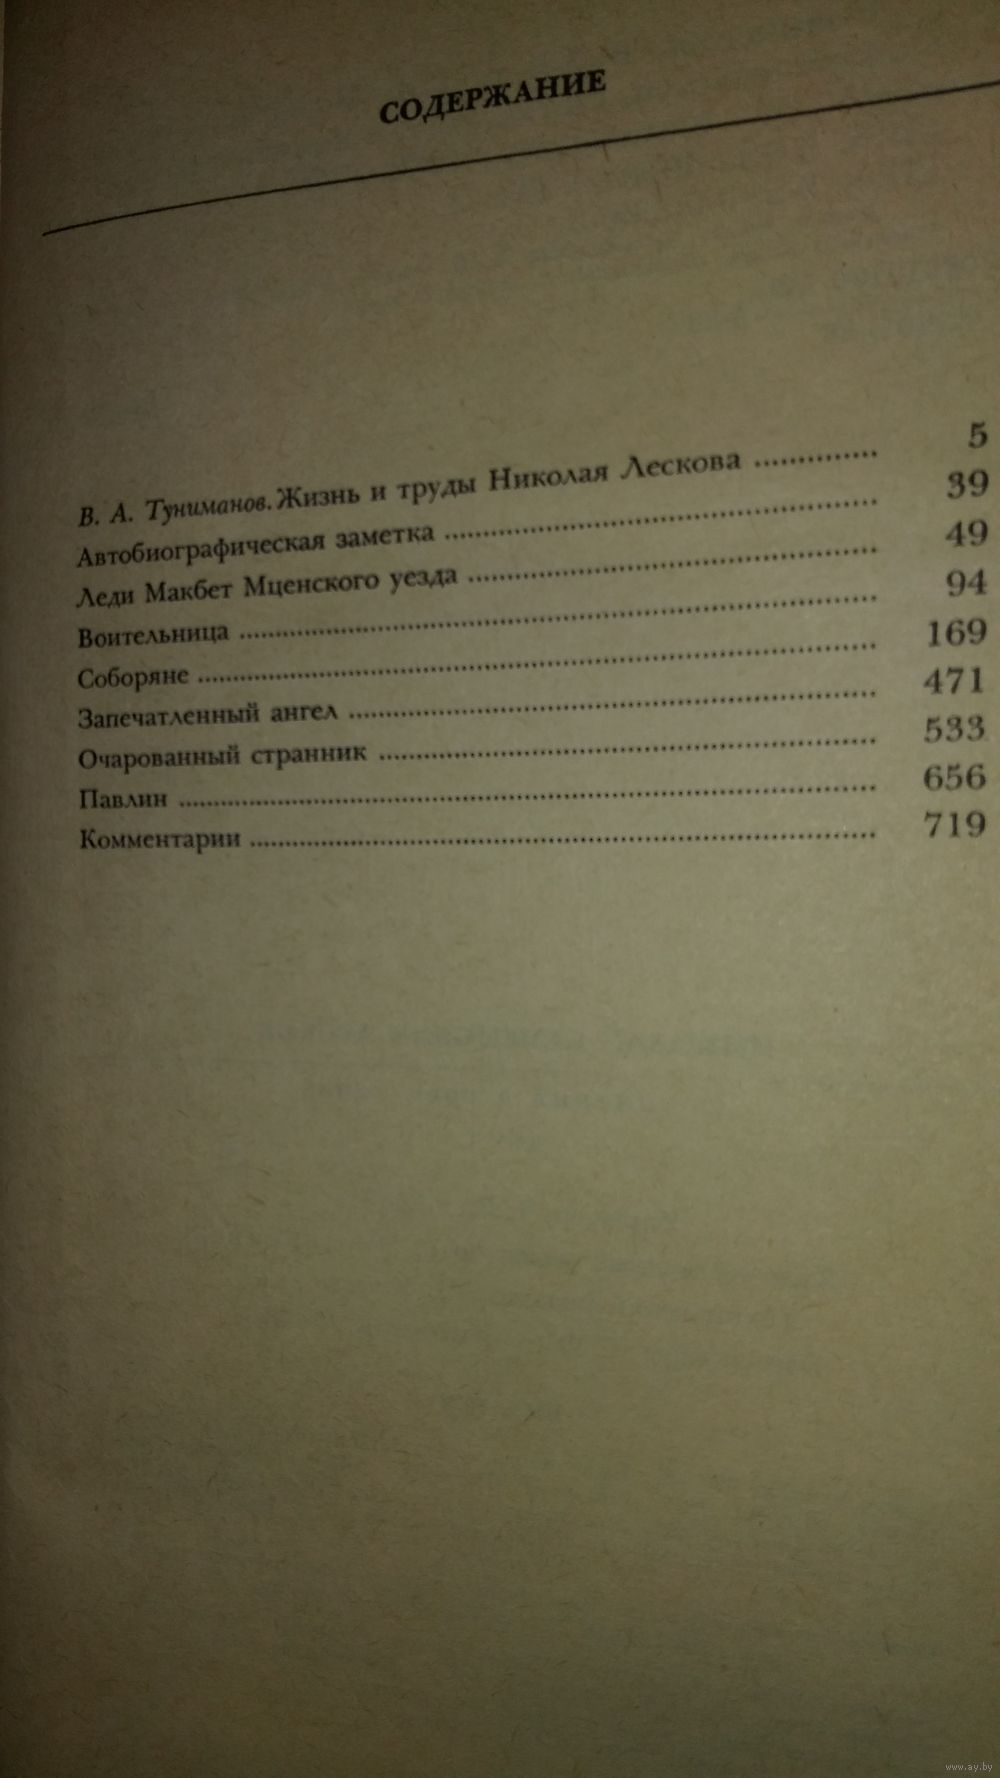 СОДЕРЖАНИЕ
В. А. Туниманов. Жизнь и труды Николая Лескова .............. 5
Автобиографическая заметка .............. 39
Леди Макбет Мценского уезда .............. 49
Воительница .............. 94
Соборяне .............. 169
Запечатленный ангел .............. 471
Очарованный странник .............. 533
Павлин .............. 656
Комментарии .............. 719
www.ay.by